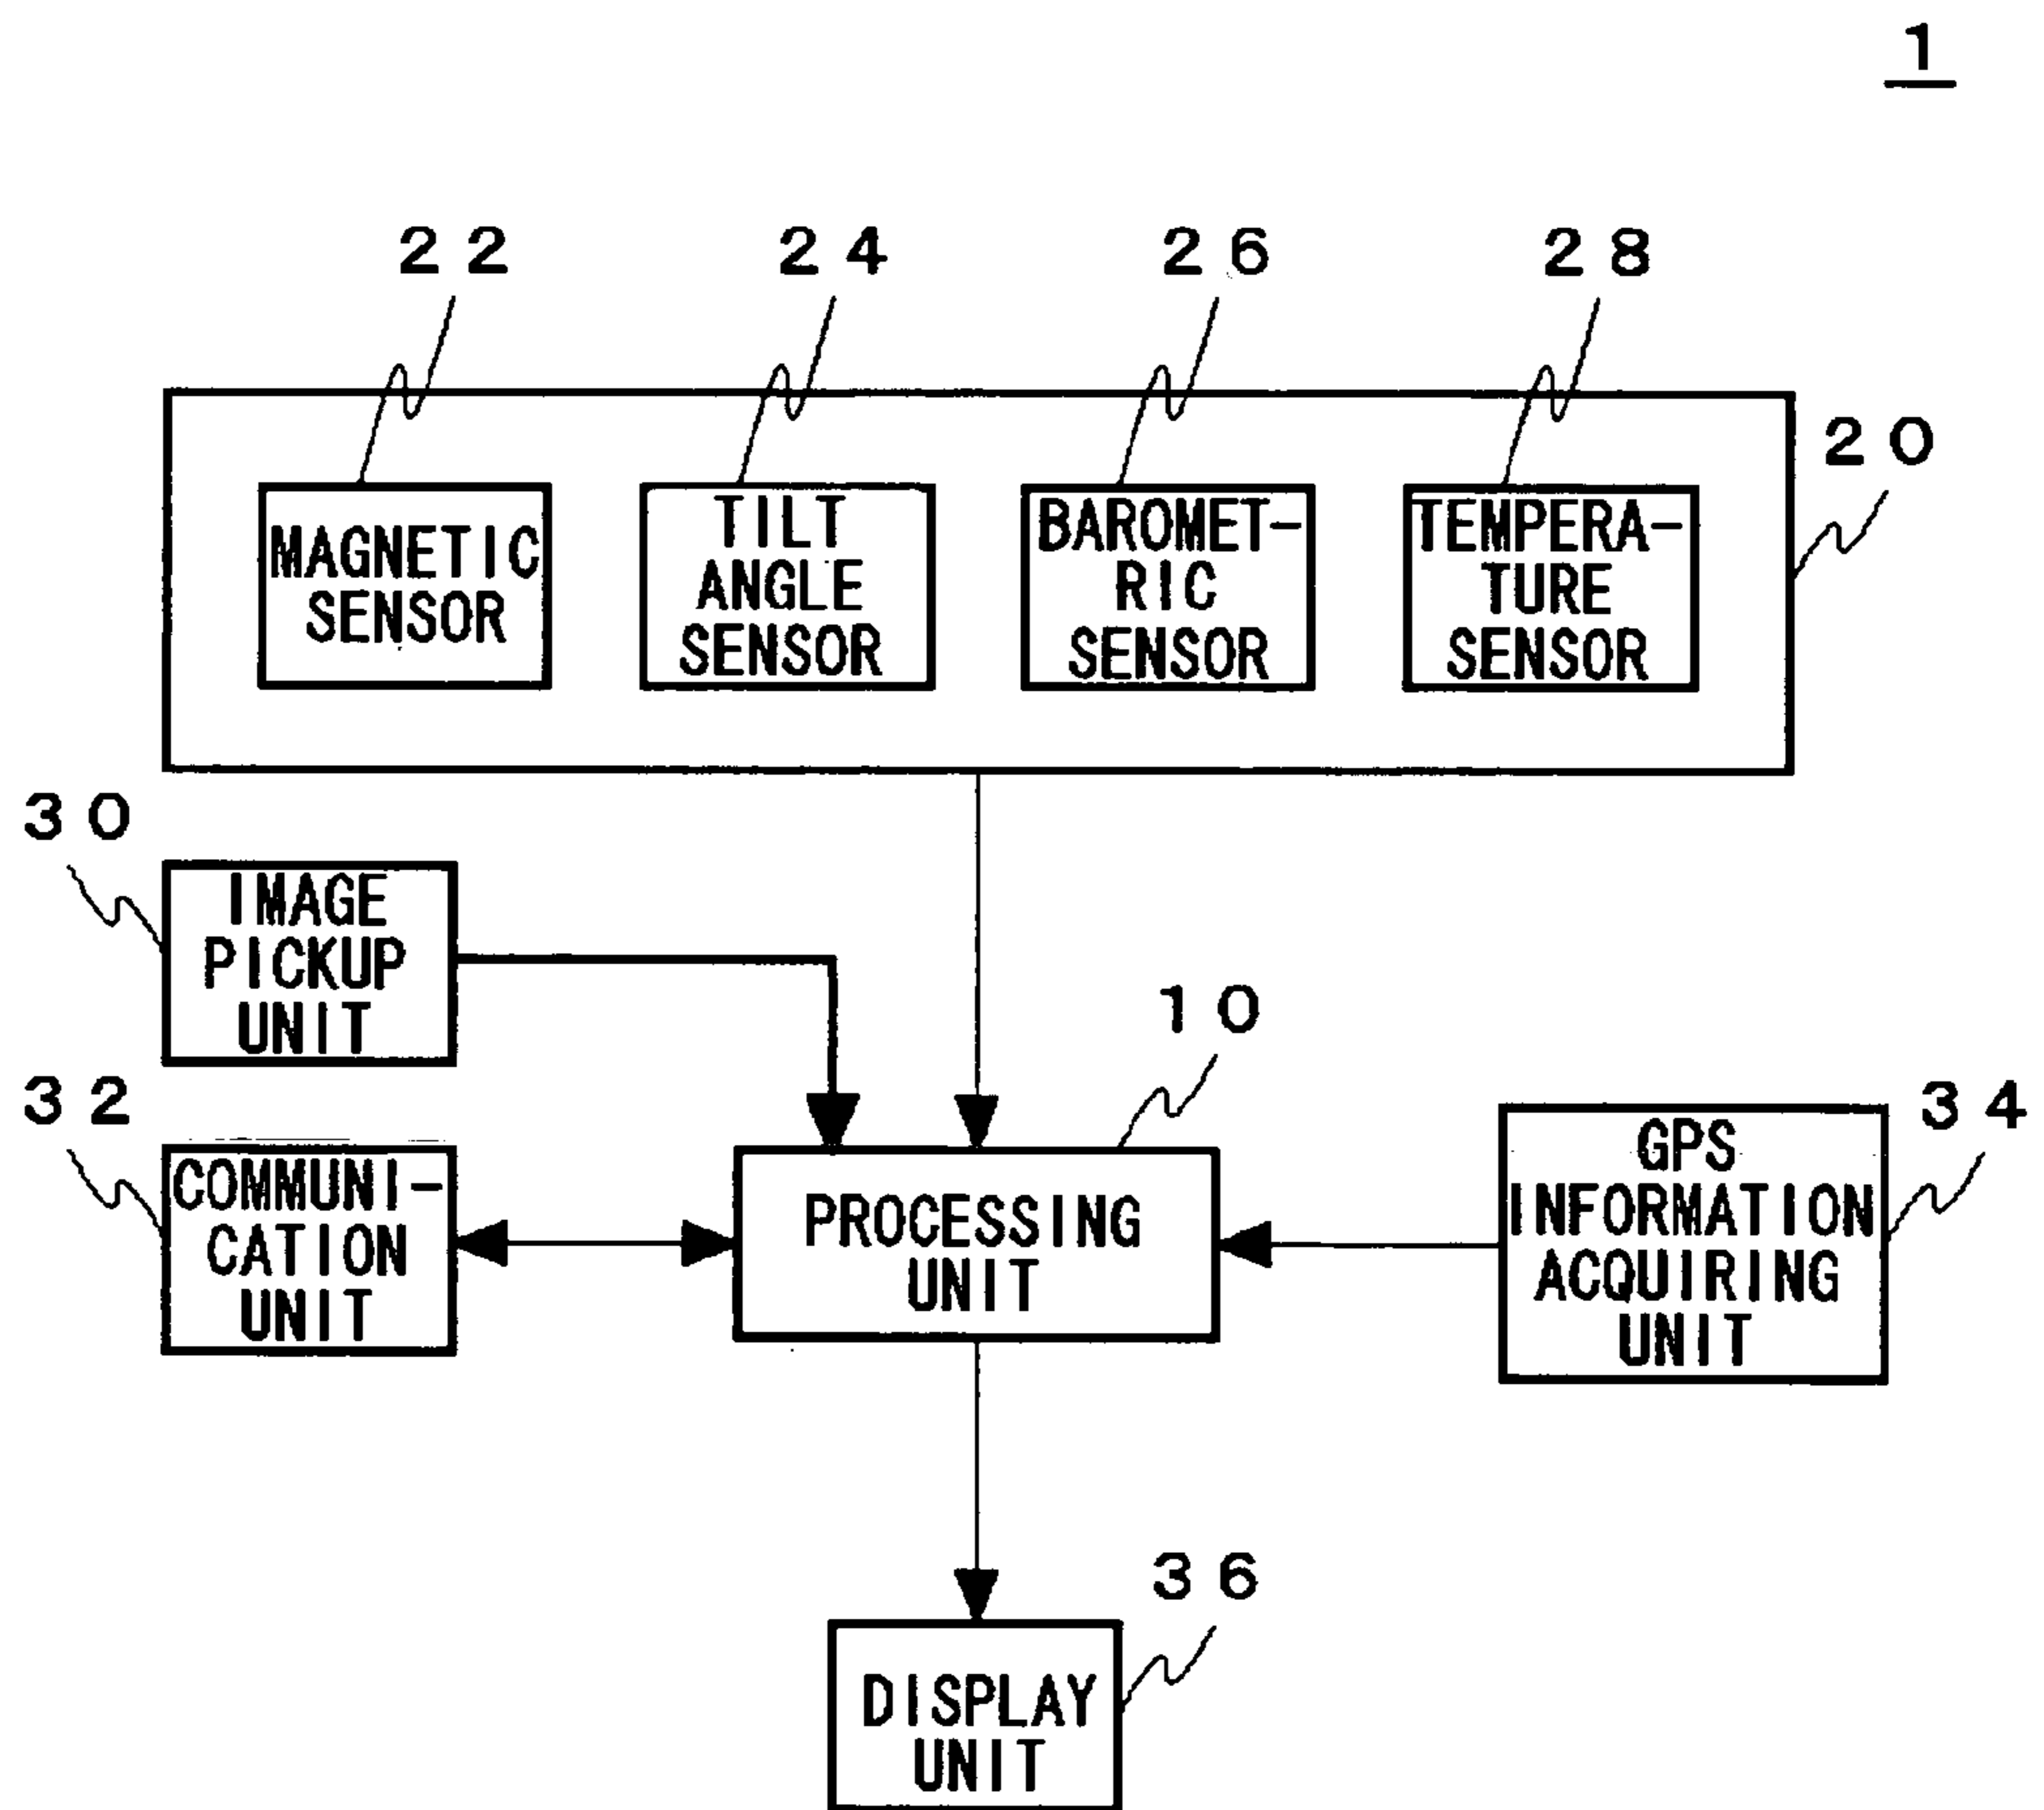 1
22
24
26
28
20
MAGNETIC
SENSOR
TILT
ANGLE
SENSOR
BAROMET-
RIC
SENSOR
TEMPERA-
TURE
SENSOR
30
IMAGE
PICKUP
UNIT
10
32
COMMUNI-
CATION
UNIT
PROCESSING
UNIT
34
GPS
INFORMATION
ACQUIRING
UNIT
36
DISPLAY
UNIT